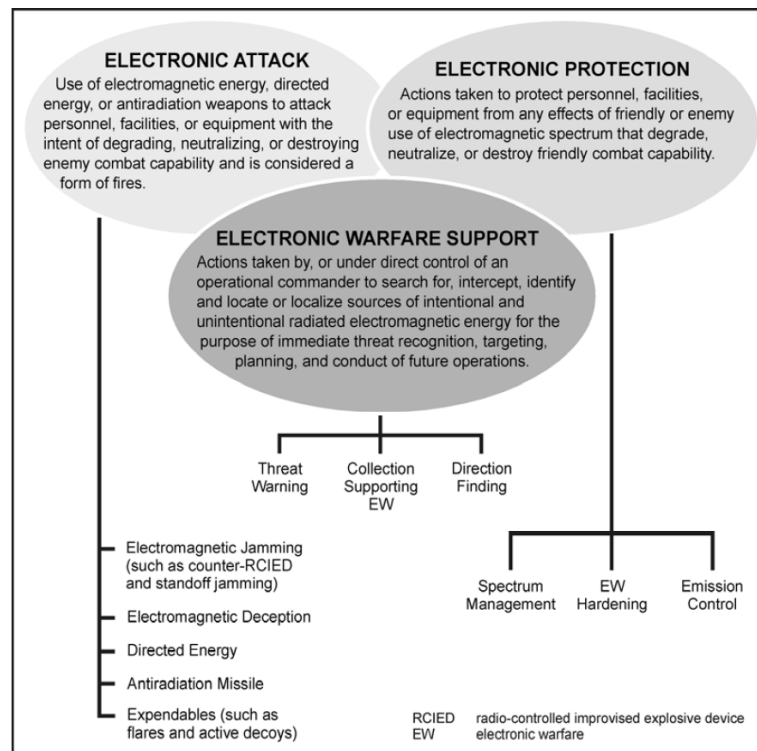 ELECTRONIC ATTACK
Use of electromagnetic energy, directed
energy, or antiradiation weapons to attack
personnel, facilities, or equipment with the
intent of degrading, neutralizing, or destroying
enemy combat capability and is considered a
form of fires.
ELECTRONIC PROTECTION
Actions taken to protect personnel, facilities,
or equipment from any effects of friendly or enemy
use of electromagnetic spectrum that degrade,
neutralize, or destroy friendly combat capability.
ELECTRONIC WARFARE SUPPORT
Actions taken by, or under direct control of an
operational commander to search for, intercept, identify
and locate or localize sources of intentional and
unintentional radiated electromagnetic energy for the
purpose of immediate threat recognition, targeting,
planning, and conduct of future operations.
Threat
Warning
Collection
Supporting
EW
Direction
Finding
Electromagnetic Jamming
(such as counter-RCIED
and standoff jamming)
Electromagnetic Deception
Directed Energy
Antiradiation Missile
Expendables (such as
flares and active decoys)
Spectrum
Management
EW
Hardening
Emission
Control
RCIED radio-controlled improvised explosive device
EW electronic warfare